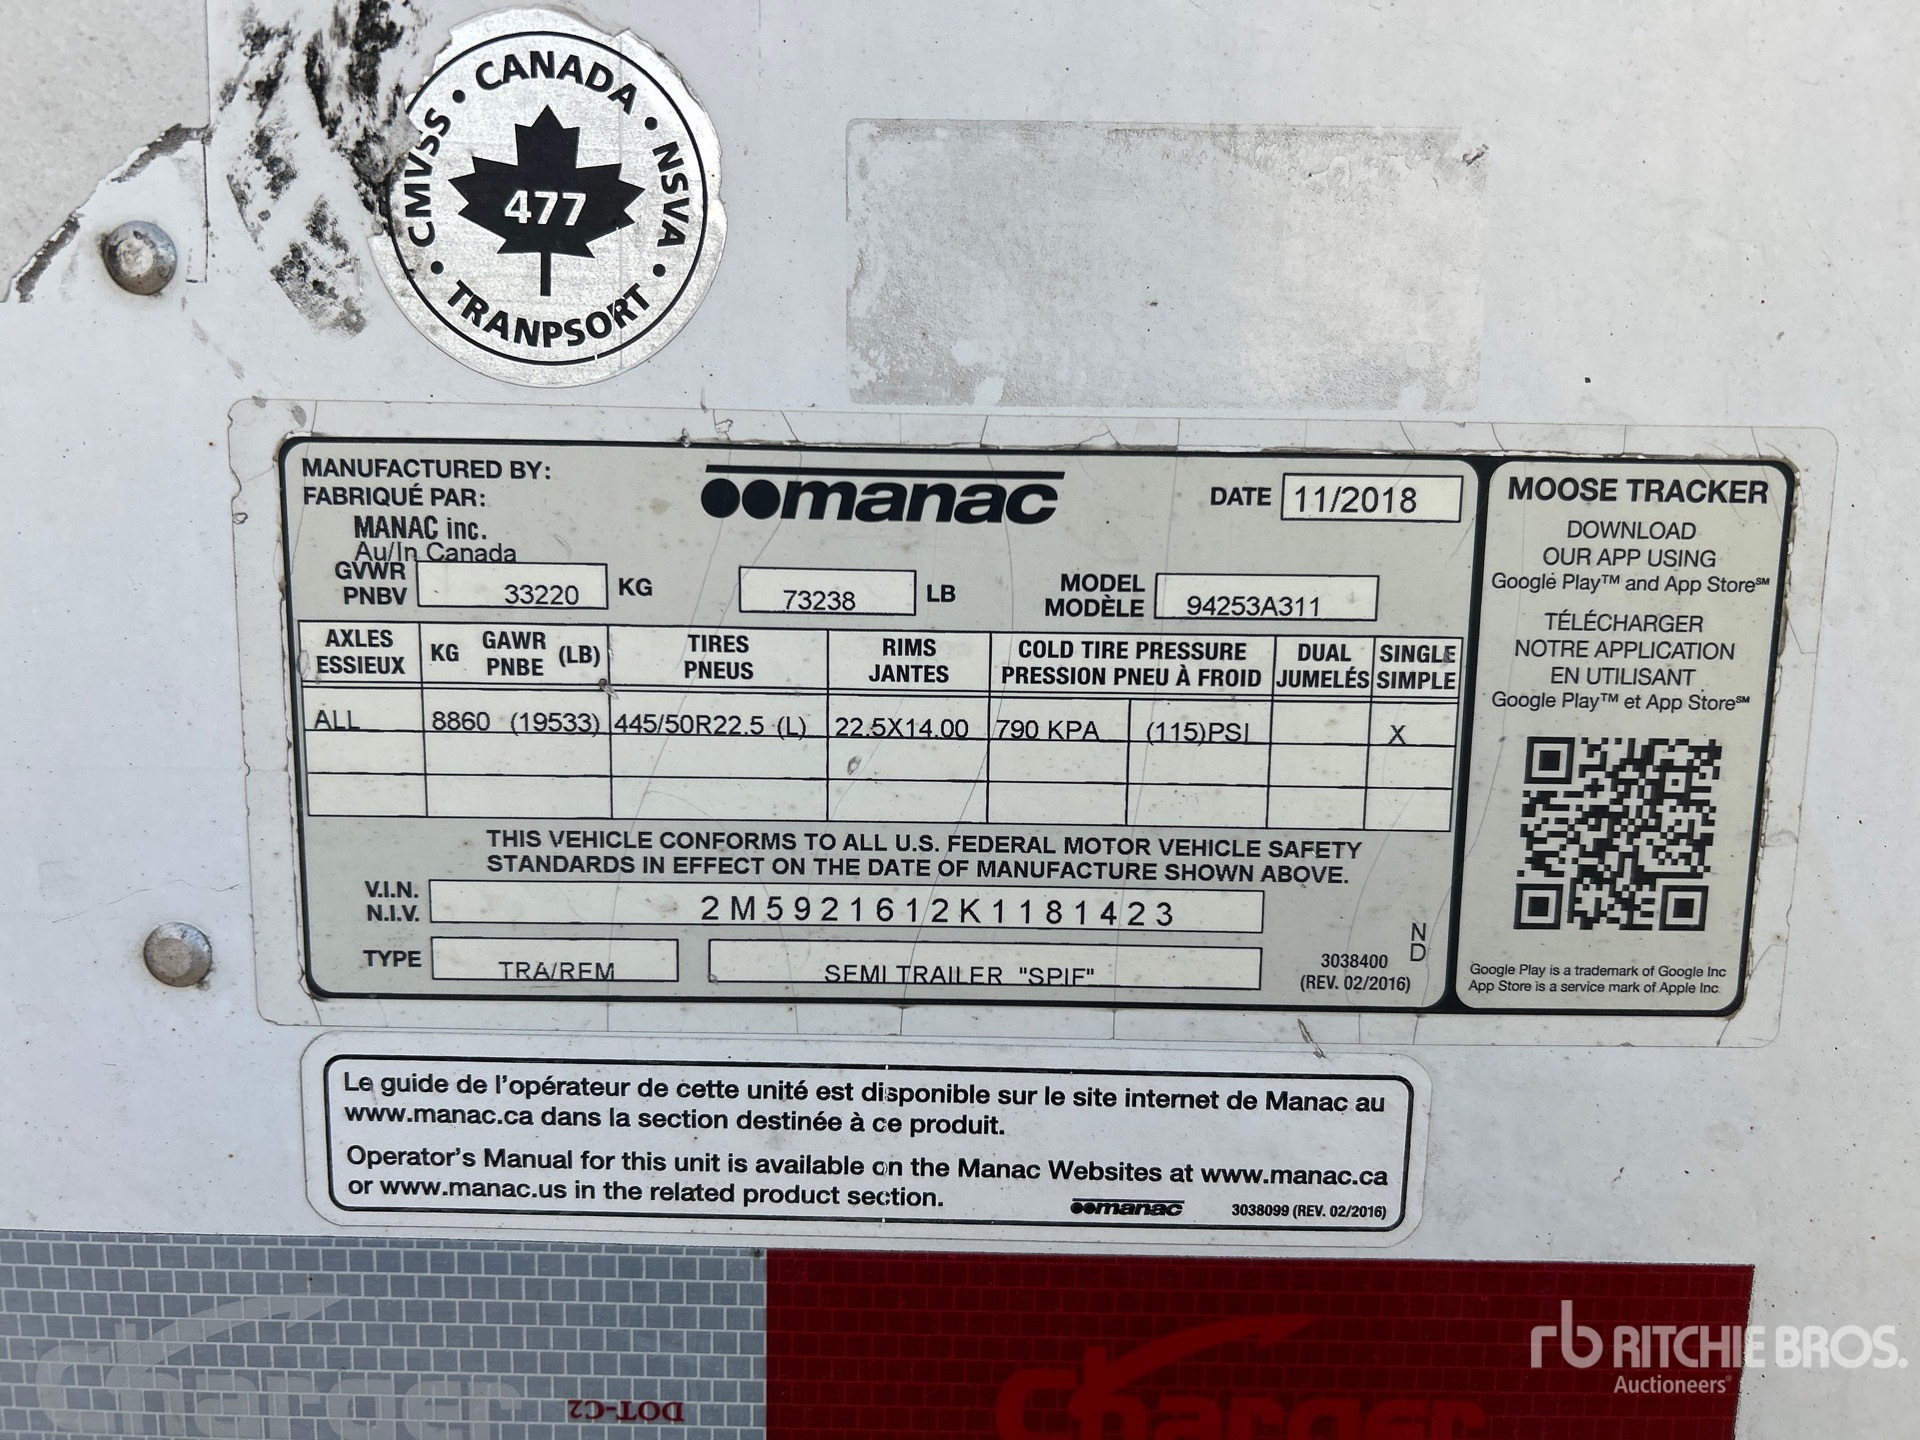 CANADA
CMVSS • NSVA
477
TRANPSORT
MANUFACTURED BY:
FABRIQUÉ PAR:
MANAC inc.
Au/In Canada
manac
DATE 11/2018
GVWR
PNBV 33220 KG 73238 LB
MODEL
MODÈLE 94253A311
AXLES
ESSIEUX
KG GAWR (LB)
PNBE
TIRES
PNEUS
RIMS
JANTES
COLD TIRE PRESSURE
PRESSION PNEU À FROID
DUAL
JUMELÉS
SINGLE
SIMPLE
ALL 8860 (19533) 445/50R22.5 (L) 22.5X14.00 790 KPA (115)PSI X
THIS VEHICLE CONFORMS TO ALL U.S. FEDERAL MOTOR VEHICLE SAFETY
STANDARDS IN EFFECT ON THE DATE OF MANUFACTURE SHOWN ABOVE.
V.I.N.
N.I.V. 2M5921612K1181423
TYPE TRA/REM SEMI TRAILER "SPIF"
3038400
(REV. 02/2016)
N
D
MOOSE TRACKER
DOWNLOAD
OUR APP USING
Google Play™ and App Store℠
TÉLÉCHARGER
NOTRE APPLICATION
EN UTILISANT
Google Play™ et App Store℠
Google Play is a trademark of Google Inc
App Store is a service mark of Apple Inc.
Le guide de l'opérateur de cette unité est disponible sur le site internet de Manac au
www.manac.ca dans la section destinée à ce produit.
Operator's Manual for this unit is available on the Manac Websites at www.manac.ca
or www.manac.us in the related product section.
manac 3038099 (REV. 02/2016)
Charger
DOT-C2
Charger
rb RITCHIE BROS.
Auctioneers